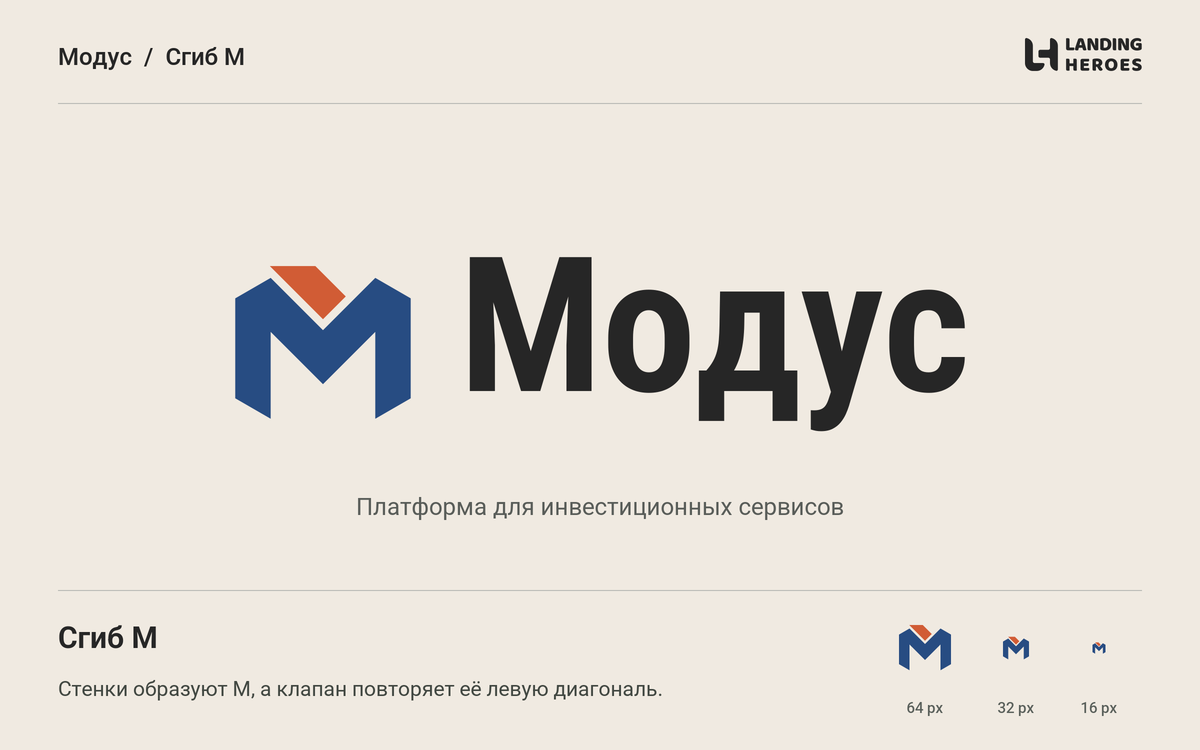 Модус / Сгиб М
LANDING
HEROES
Модус
Платформа для инвестиционных сервисов
Сгиб М
Стенки образуют М, а клапан повторяет её левую диагональ.
64 px
32 px
16 px